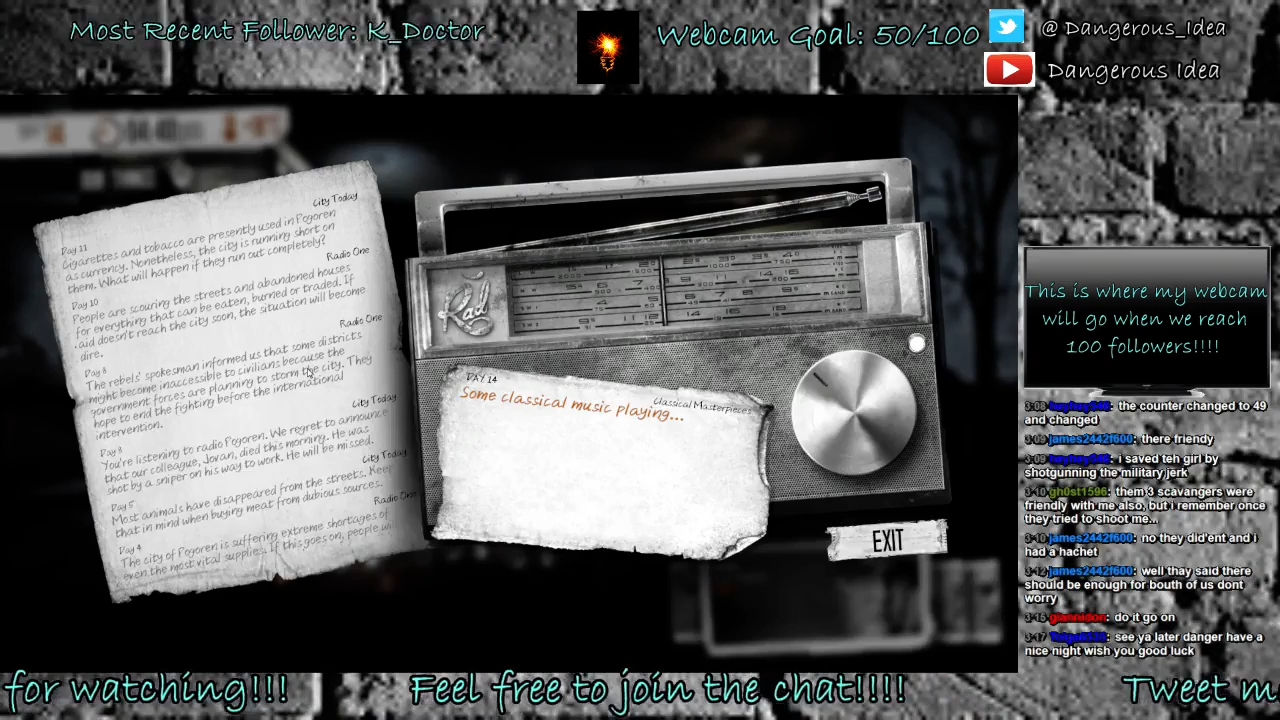 Most Recent Follower: K_Doctor
Webcam Goal: 50/100
@Dangerous_Idea
Dangerous Idea
City Today
Day 11
Cigarettes and tobacco are presently used in Pogoren
as currency. Nonetheless, the city is running short on
them. What will happen if they run out completely?
Radio One
Day 10
People are scouring the streets and abandoned houses
for everything that can be eaten, burned or traded. If
aid doesn't reach the city soon, the situation will become
dire.
Radio One
Day 8
The rebels' spokesman informed us that some districts
might become inaccessible to civilians because the
government forces are planning to storm the city. They
hope to end the fighting before the international
intervention.
City Today
You're listening to radio Pogoren. We regret to announce
that our colleague, Jovan, died this morning. He was
shot by a sniper on his way to work. He will be missed.
City Today
Day 5
Most animals have disappeared from the streets. Keep
that in mind when buying meat from dubious sources.
Radio One
Day 4
The city of Pogoren is suffering extreme shortages of
even the most vital supplies. If this goes on, people will
Rad
DAY 14
Classical Masterpieces
Some classical music playing...
EXIT
This is where my webcam
will go when we reach
100 followers!!!!
the counter changed to 49
and changed
james2442f600: there friendly
i saved teh girl by
shotgunning the military,jerk
gh0st1596: them 3 scavangers were
friendly with me also, but i remember once
they tried to shoot me...
james2442f600: no they did'ent and i
had a hachet
james2442f600: well thay said there
should be enough for bouth of us dont
worry
giannidon: do it go on
see ya later danger have a
nice night wish you good luck
for watching!!!
Feel free to join the chat!!!!
Tweet m